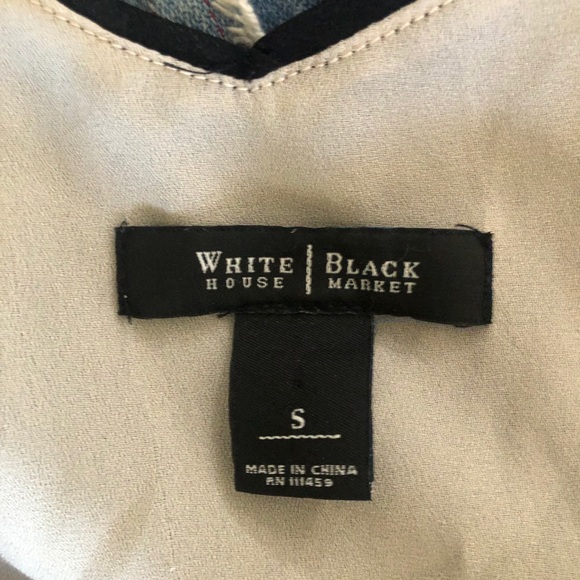 WHITE | BLACK
HOUSE | MARKET
S
MADE IN CHINA
RN 111459